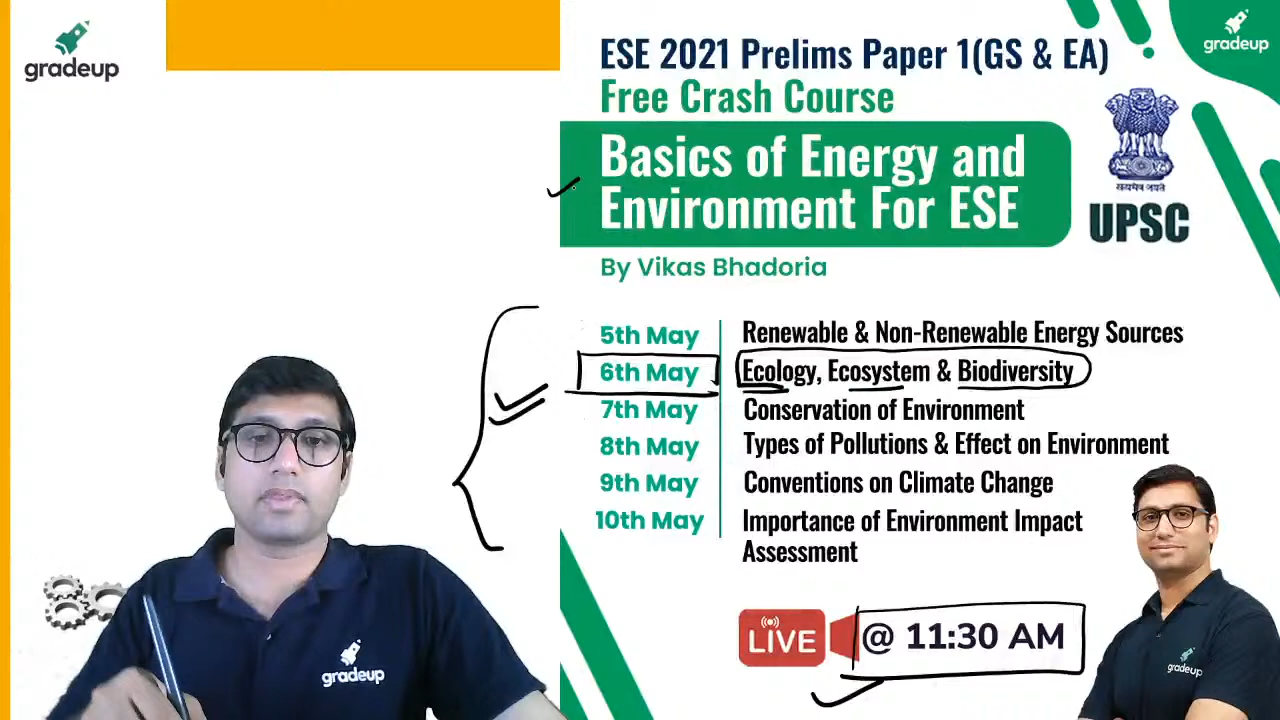 gradeup
gradeup
ESE 2021 Prelims Paper 1(GS & EA)
Free Crash Course
Basics of Energy and
Environment For ESE
सत्यमेव जयते
UPSC
By Vikas Bhadoria
5th May Renewable & Non-Renewable Energy Sources
6th May Ecology, Ecosystem & Biodiversity
7th May Conservation of Environment
8th May Types of Pollutions & Effect on Environment
9th May Conventions on Climate Change
10th May Importance of Environment Impact
Assessment
LIVE @ 11:30 AM
gradeup
gradeup